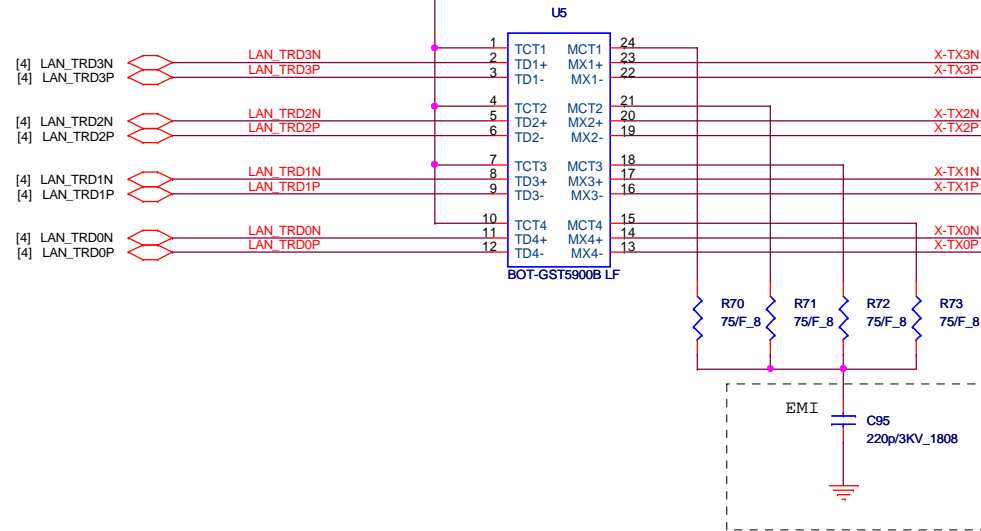 U5
1 TCT1 MCT1 24
[4] LAN_TRD3N LAN_TRD3N 2 TD1+ MX1+ 23 X-TX3N
[4] LAN_TRD3P LAN_TRD3P 3 TD1- MX1- 22 X-TX3P
4 TCT2 MCT2 21
[4] LAN_TRD2N LAN_TRD2N 5 TD2+ MX2+ 20 X-TX2N
[4] LAN_TRD2P LAN_TRD2P 6 TD2- MX2- 19 X-TX2P
7 TCT3 MCT3 18
[4] LAN_TRD1N LAN_TRD1N 8 TD3+ MX3+ 17 X-TX1N
[4] LAN_TRD1P LAN_TRD1P 9 TD3- MX3- 16 X-TX1P
10 TCT4 MCT4 15
[4] LAN_TRD0N LAN_TRD0N 11 TD4+ MX4+ 14 X-TX0N
[4] LAN_TRD0P LAN_TRD0P 12 TD4- MX4- 13 X-TX0P
BOT-GST5900B LF
R70 R71 R72 R73
75/F_8 75/F_8 75/F_8 75/F_8
EMI
C95
220p/3KV_1808